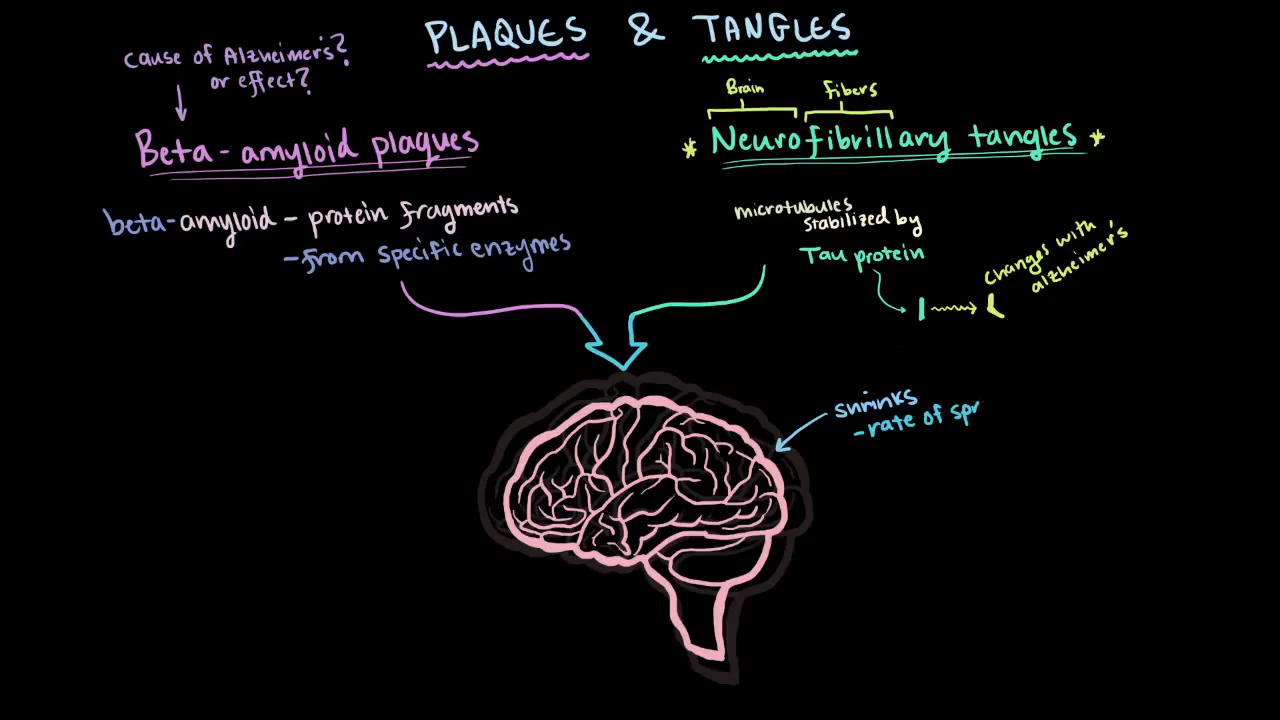 PLAQUES & TANGLES
cause of Alzheimer's?
or effect?
Beta-amyloid plaques
beta-amyloid - protein fragments
- from specific enzymes
Brain fibers
* Neurofibrillary tangles *
microtubules
stabilized by
Tau protein
changes with
alzheimer's
shrinks
- rate of spr